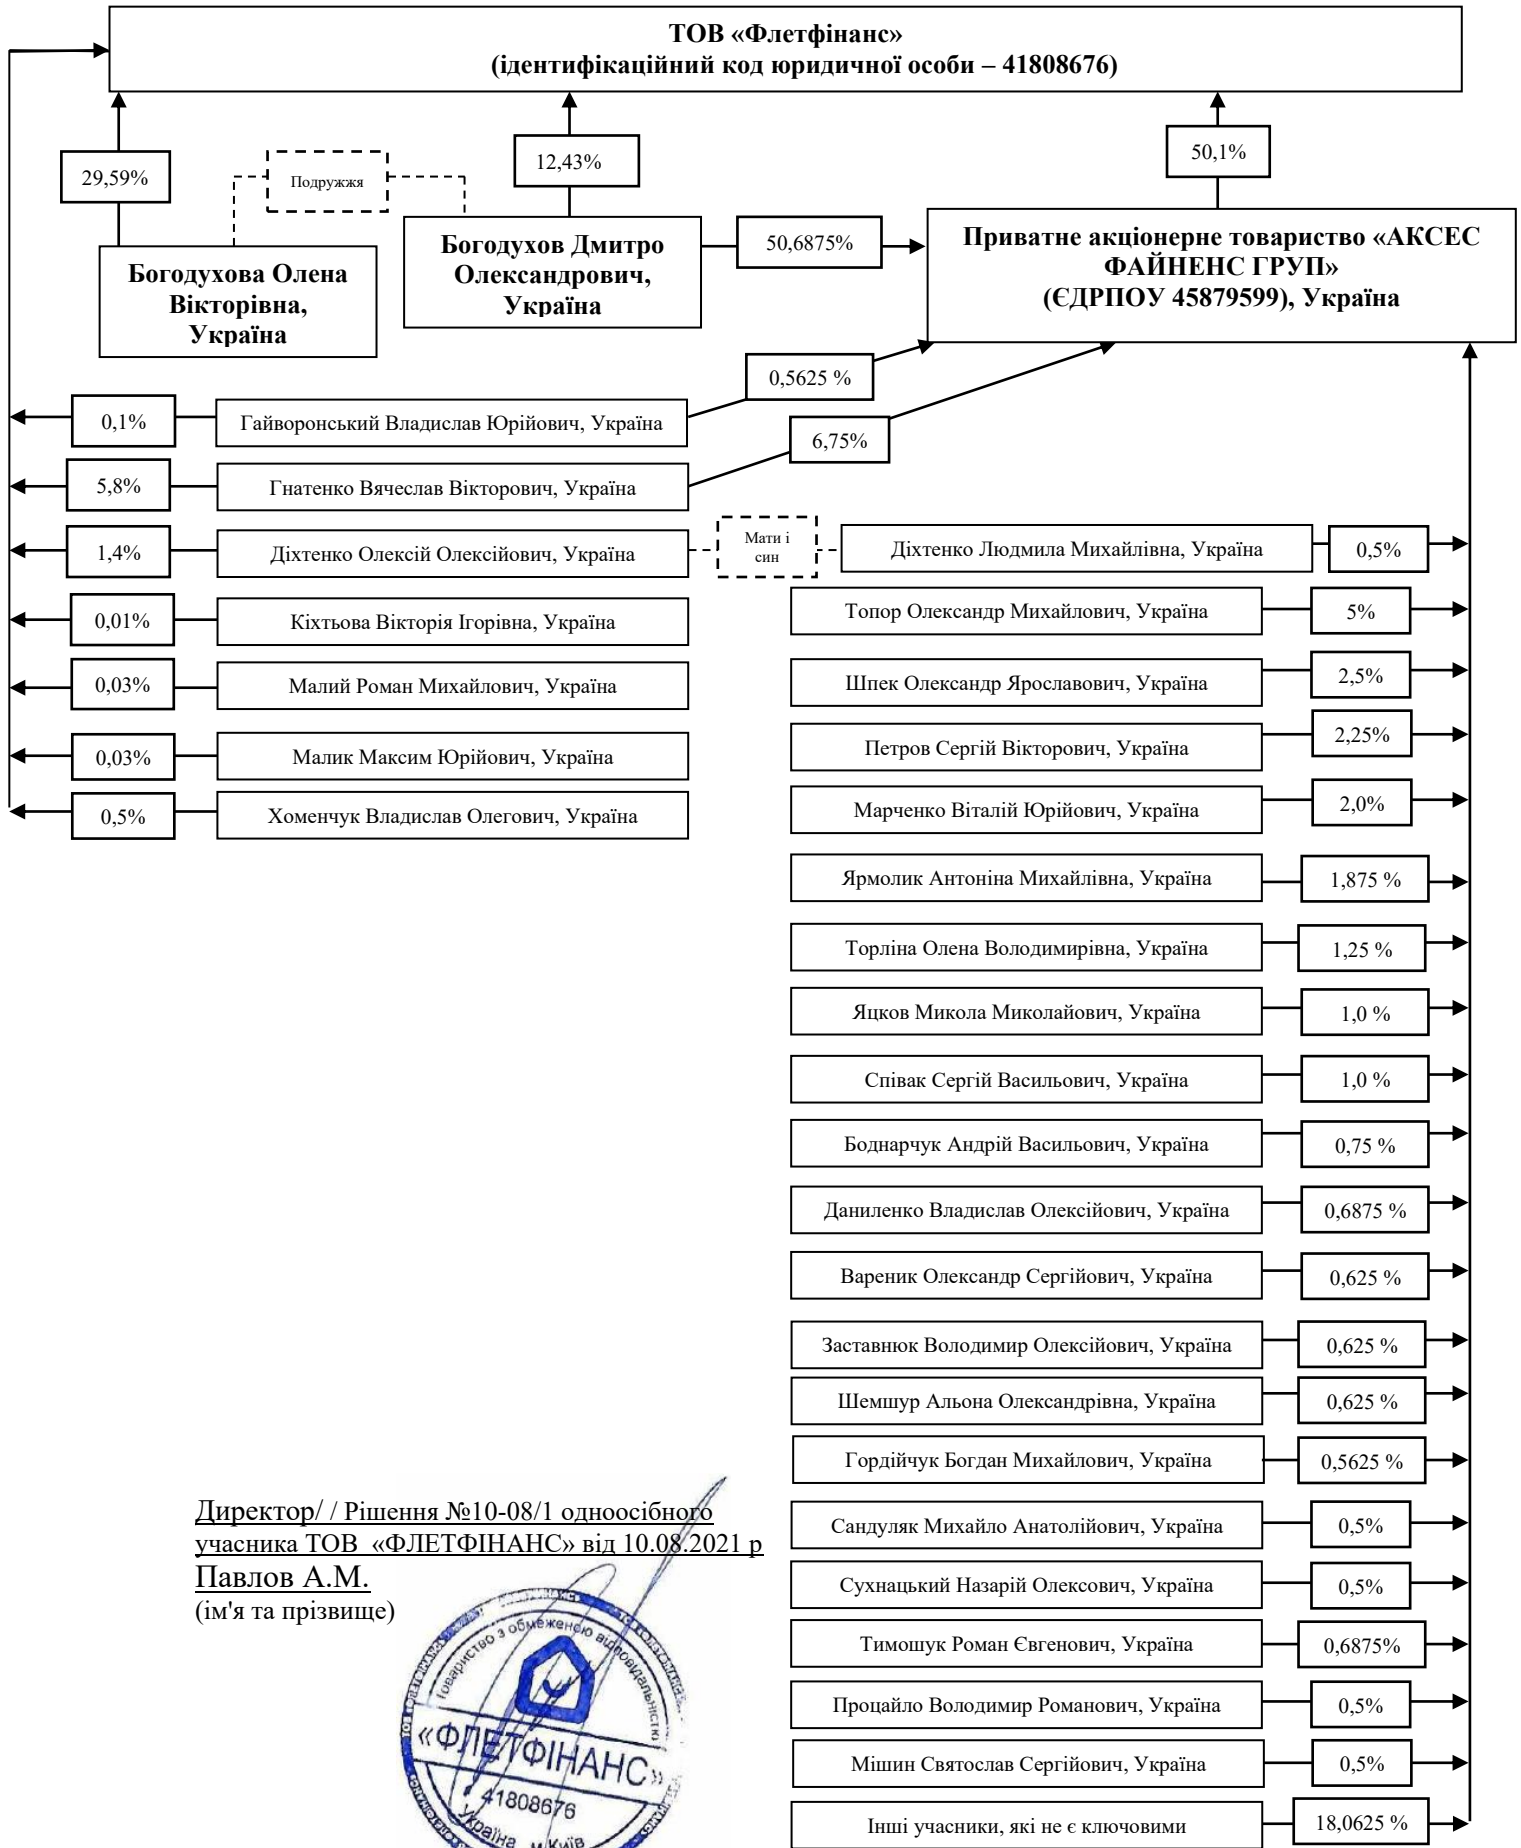 ТОВ «Флетфінанс»
(ідентифікаційний код юридичної особи – 41808676)
29,59%
Подружжя
12,43%
50,1%
Богодухова Олена
Вікторівна,
Україна
Богодухов Дмитро
Олександрович,
Україна
50,6875%
Приватне акціонерне товариство «АКСЕС
ФАЙНЕНС ГРУП»
(ЄДРПОУ 45879599), Україна
0,5625 %
0,1%
Гайворонський Владислав Юрійович, Україна
6,75%
5,8%
Гнатенко Вячеслав Вікторович, Україна
1,4%
Діхтенко Олексій Олексійович, Україна
Мати і
син
Діхтенко Людмила Михайлівна, Україна
0,5%
0,01%
Кіхтьова Вікторія Ігорівна, Україна
Топор Олександр Михайлович, Україна
5%
0,03%
Малий Роман Михайлович, Україна
Шпек Олександр Ярославович, Україна
2,5%
0,03%
Малик Максим Юрійович, Україна
Петров Сергій Вікторович, Україна
2,25%
0,5%
Хоменчук Владислав Олегович, Україна
Марченко Віталій Юрійович, Україна
2,0%
Ярмолик Антоніна Михайлівна, Україна
1,875 %
Торліна Олена Володимирівна, Україна
1,25 %
Яцков Микола Миколайович, Україна
1,0 %
Співак Сергій Васильович, Україна
1,0 %
Боднарчук Андрій Васильович, Україна
0,75 %
Даниленко Владислав Олексійович, Україна
0,6875 %
Вареник Олександр Сергійович, Україна
0,625 %
Заставнюк Володимир Олексійович, Україна
0,625 %
Шемшур Альона Олександрівна, Україна
0,625 %
Гордійчук Богдан Михайлович, Україна
0,5625 %
Сандуляк Михайло Анатолійович, Україна
0,5%
Сухнацький Назарій Олексович, Україна
0,5%
Тимошук Роман Євгенович, Україна
0,6875%
Процайло Володимир Романович, Україна
0,5%
Мішин Святослав Сергійович, Україна
0,5%
Інші учасники, які не є ключовими
18,0625 %
Директор/ / Рішення №10-08/1 одноосібного
учасника ТОВ «ФЛЕТФІНАНС» від 10.08.2021 р
Павлов А.М.
(ім'я та прізвище)
Товариство з обмеженою відповідальністю
«ФЛЕТФІНАНС»
41808676
Україна м.Київ